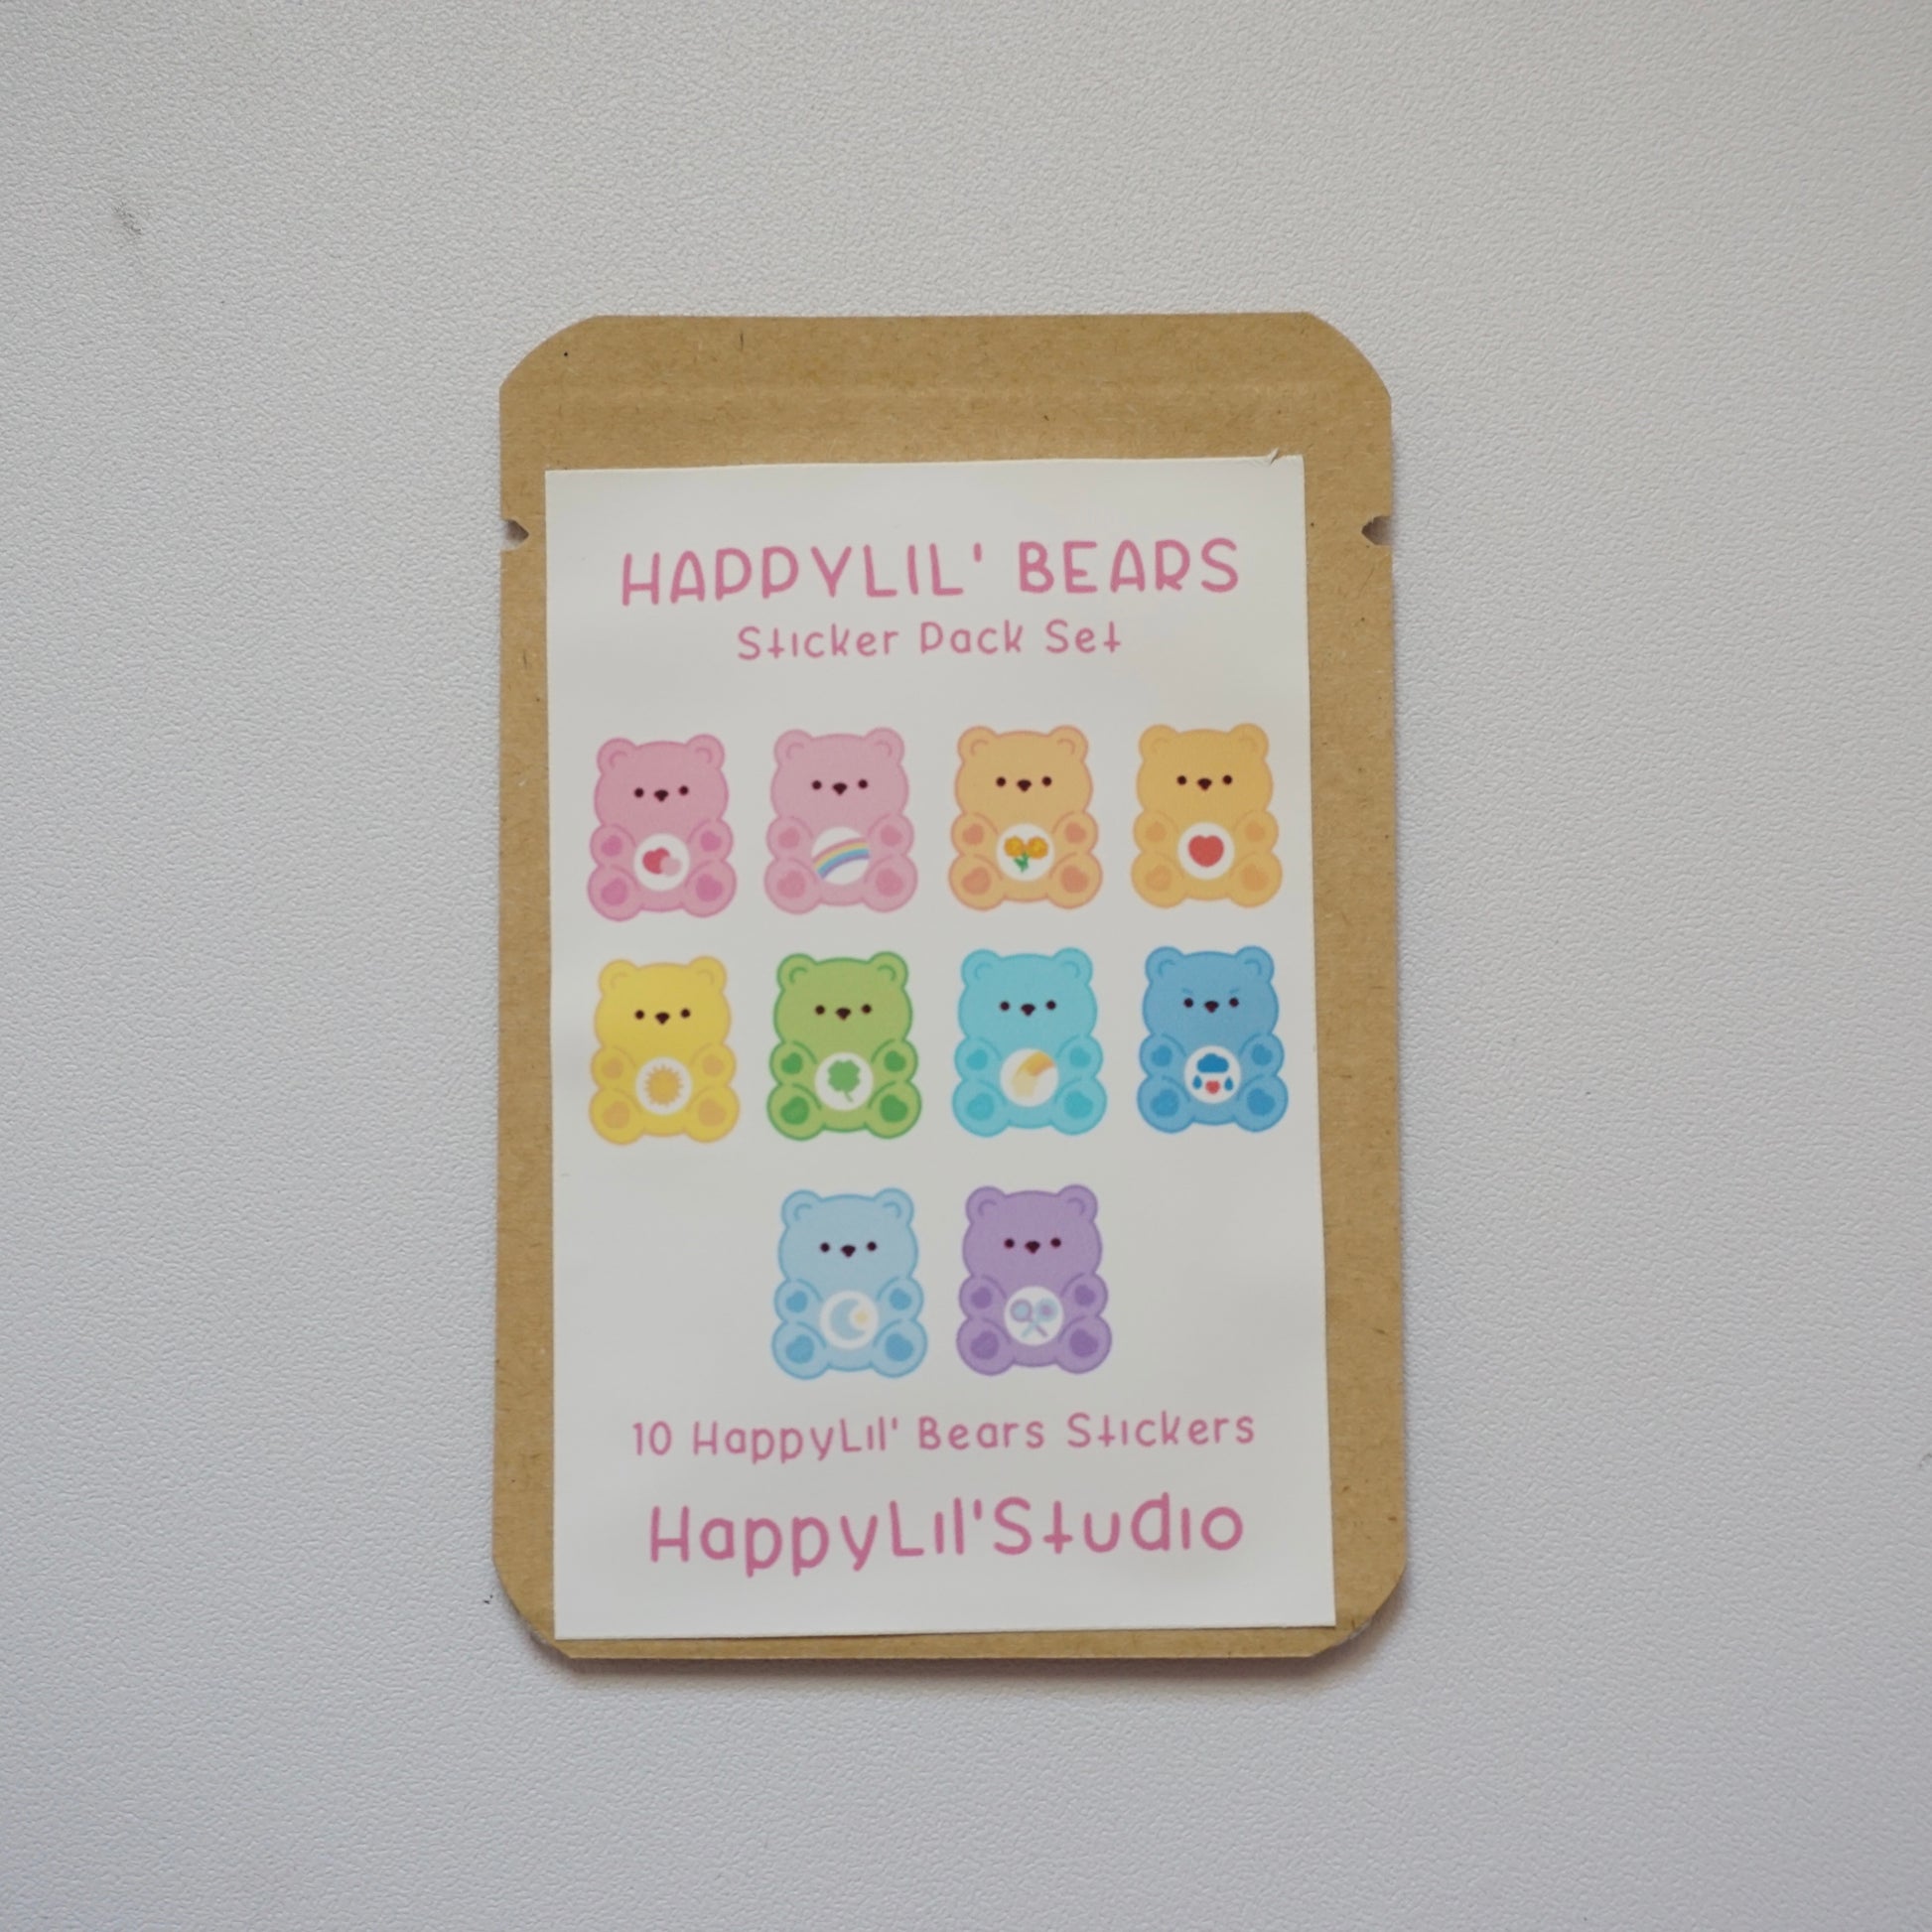 HAPPYLIL' BEARS
Sticker Pack Set
10 HappyLil' Bears Stickers
HappyLil'Studio